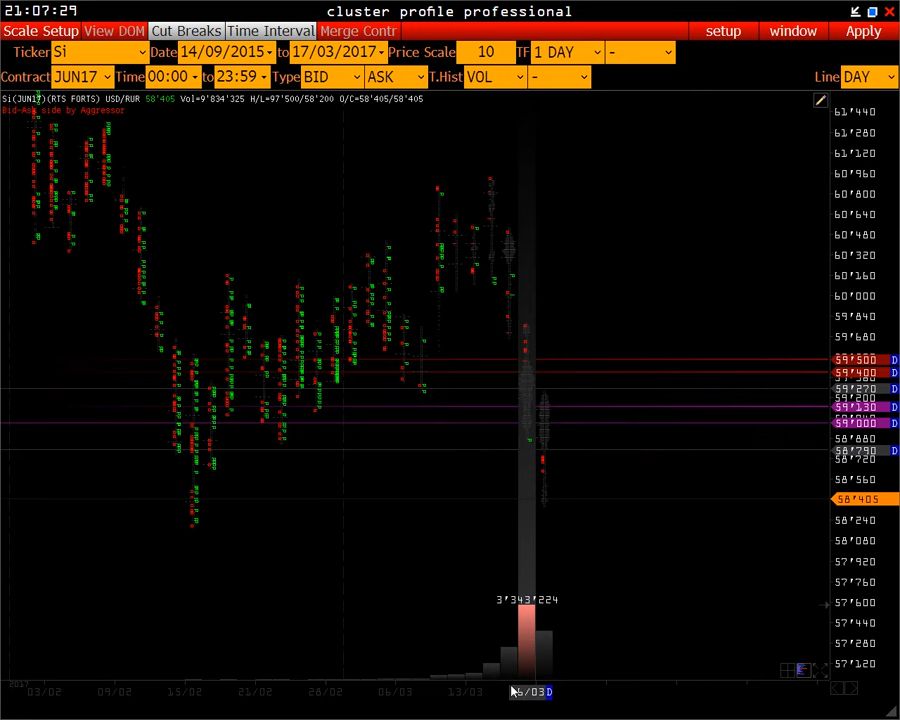 21:07:29 cluster profile professional
Scale Setup View DOM Cut Breaks Time Interval Merge Contr setup window Apply
Ticker Si Date 14/09/2015 to 17/03/2017 Price Scale 10 TF 1 DAY -
Contract JUN17 Time 00:00 to 23:59 Type BID ASK T.Hist VOL - Line DAY
Si(JUN17)(RTS FORTS) USD/RUR 58'405 Vol=9'834'325 H/L=97'500/58'200 O/C=58'405/58'405
Bid-Ask side by Aggressor
61'440
61'280
61'120
60'960
60'800
60'640
60'480
60'320
60'160
60'000
59'840
59'680
59'500 D
59'400 D
59'270 D
59'200
59'130 D
59'000 D
58'880
58'790 D
58'720
58'560
58'405
58'240
58'080
57'920
57'760
3'343'224
57'600
57'440
57'280
57'120
2017
03/02 09/02 15/02 21/02 28/02 06/03 13/03 6/03 D